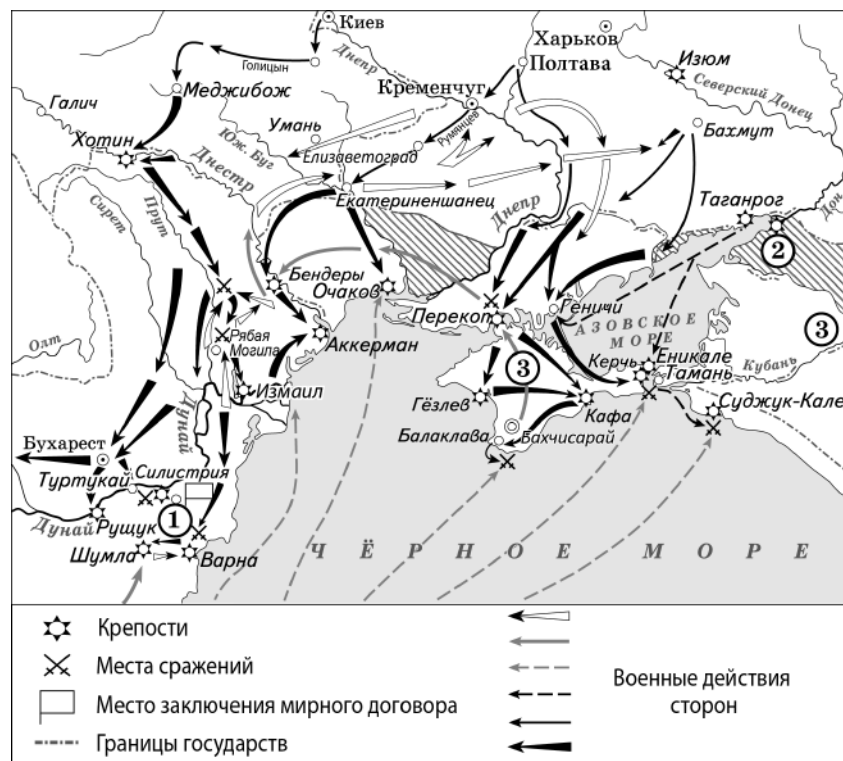 Киев
Харьков
Голицын
Днепр
Полтава
Изюм
Северский Донец
Меджибож
Кременчуг
Галич
Умань
Румянцев
Бахмут
Хотин
Юж. Буг
Елизаветоград
Днестр
Екатериненшанец
Днепр
Таганрог
Дон
Сирет
Прут
2
Бендеры
Очаков
Геничи
Перекоп
АЗОВСКОЕ
МОРЕ
3
Олт
Рябая
Могила
Аккерман
Керчь
Еникале
Тамань
Кубань
3
Измаил
Гёзлев
Кафа
Суджук-Кале
Дунай
Бухарест
Балаклава
Бахчисарай
Туртукай
Силистрия
Дунай
Рущук
1
Шумла
Варна
ЧЁРНОЕ МОРЕ
Крепости
Места сражений
Место заключения мирного договора
Границы государств
Военные действия
сторон